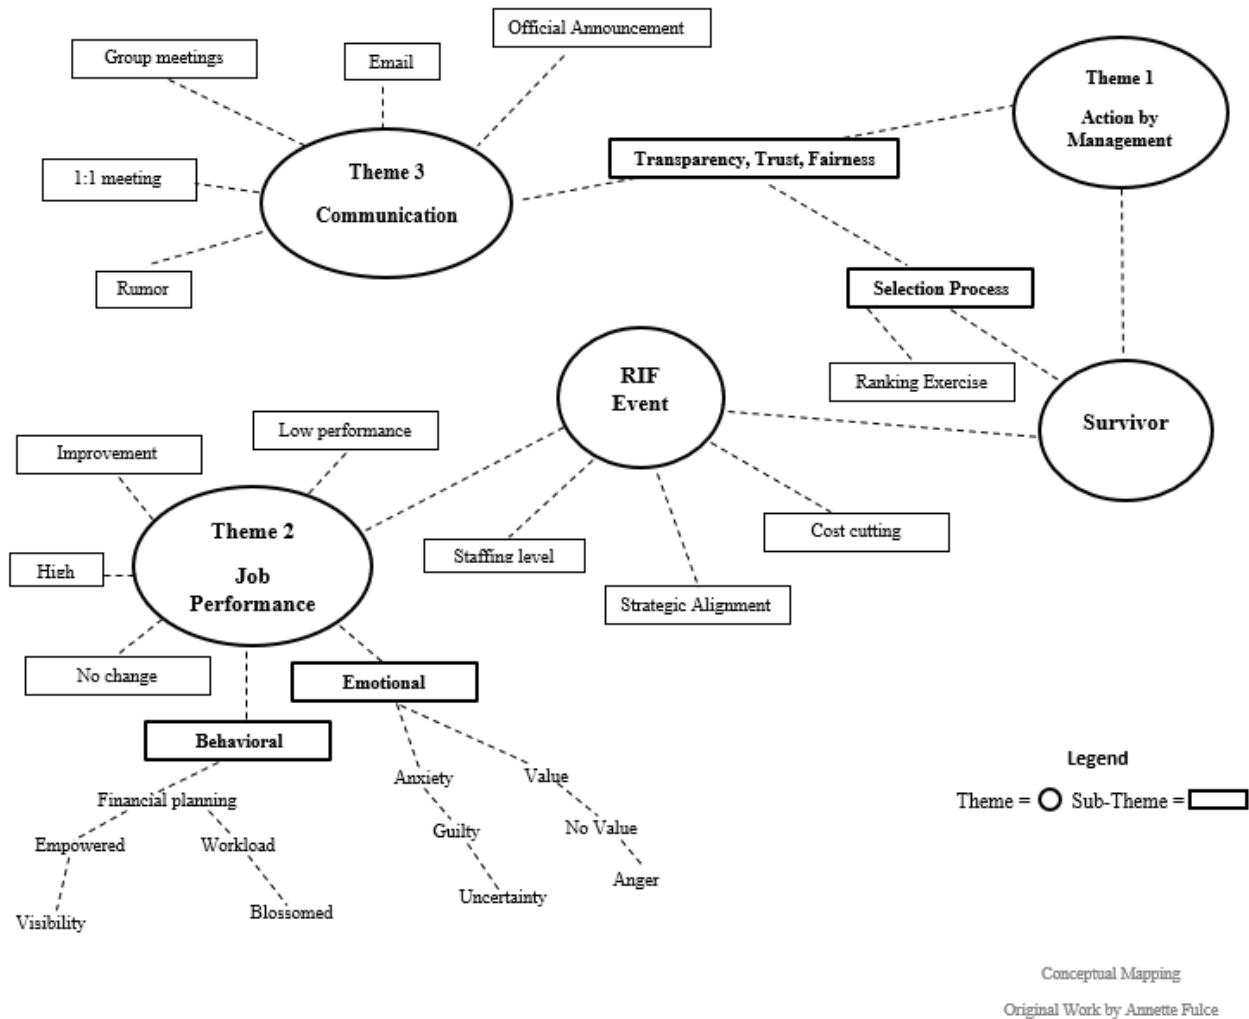 Official Announcement
Group meetings
Email
Theme 1
Action by
Management
Transparency, Trust, Fairness
Theme 3
Communication
1:1 meeting
Rumor
Selection Process
Ranking Exercise
RIF
Event
Survivor
Low performance
Improvement
Cost cutting
Staffing level
Strategic Alignment
Theme 2
Job
Performance
High
No change
Emotional
Behavioral
Anxiety
Value
Financial planning
Guilty
No Value
Empowered
Workload
Anger
Uncertainty
Visibility
Blossomed
Legend
Theme = Sub-Theme =
Conceptual Mapping
Original Work by Annette Fulce